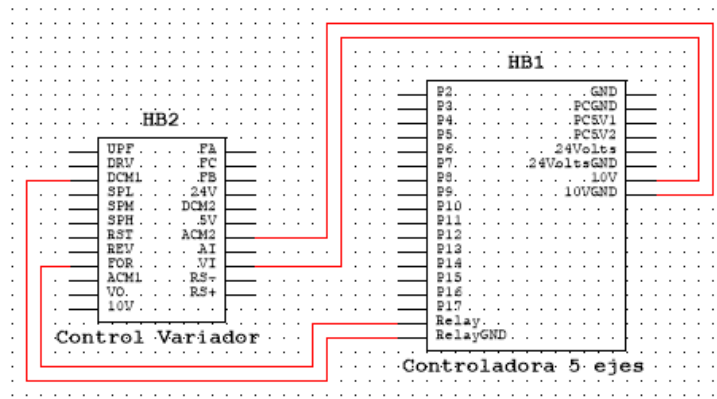 HB1
HB2
P2 GND
P3 PCGND
P4 PC5V1
P5 PC5V2
P6 24Volts
P7 24VoltsGND
P8 10V
P9 10VGND
P10
P11
P12
P13
P14
P15
P16
P17
Relay
RelayGND
UPF FA
DRV FC
DCM1 FB
SPL 24V
SPM DCM2
SPH 5V
RST ACM2
REV AI
FOR VI
ACM1 RS-
VO RS+
10V
Control Variador
Controladora 5 ejes